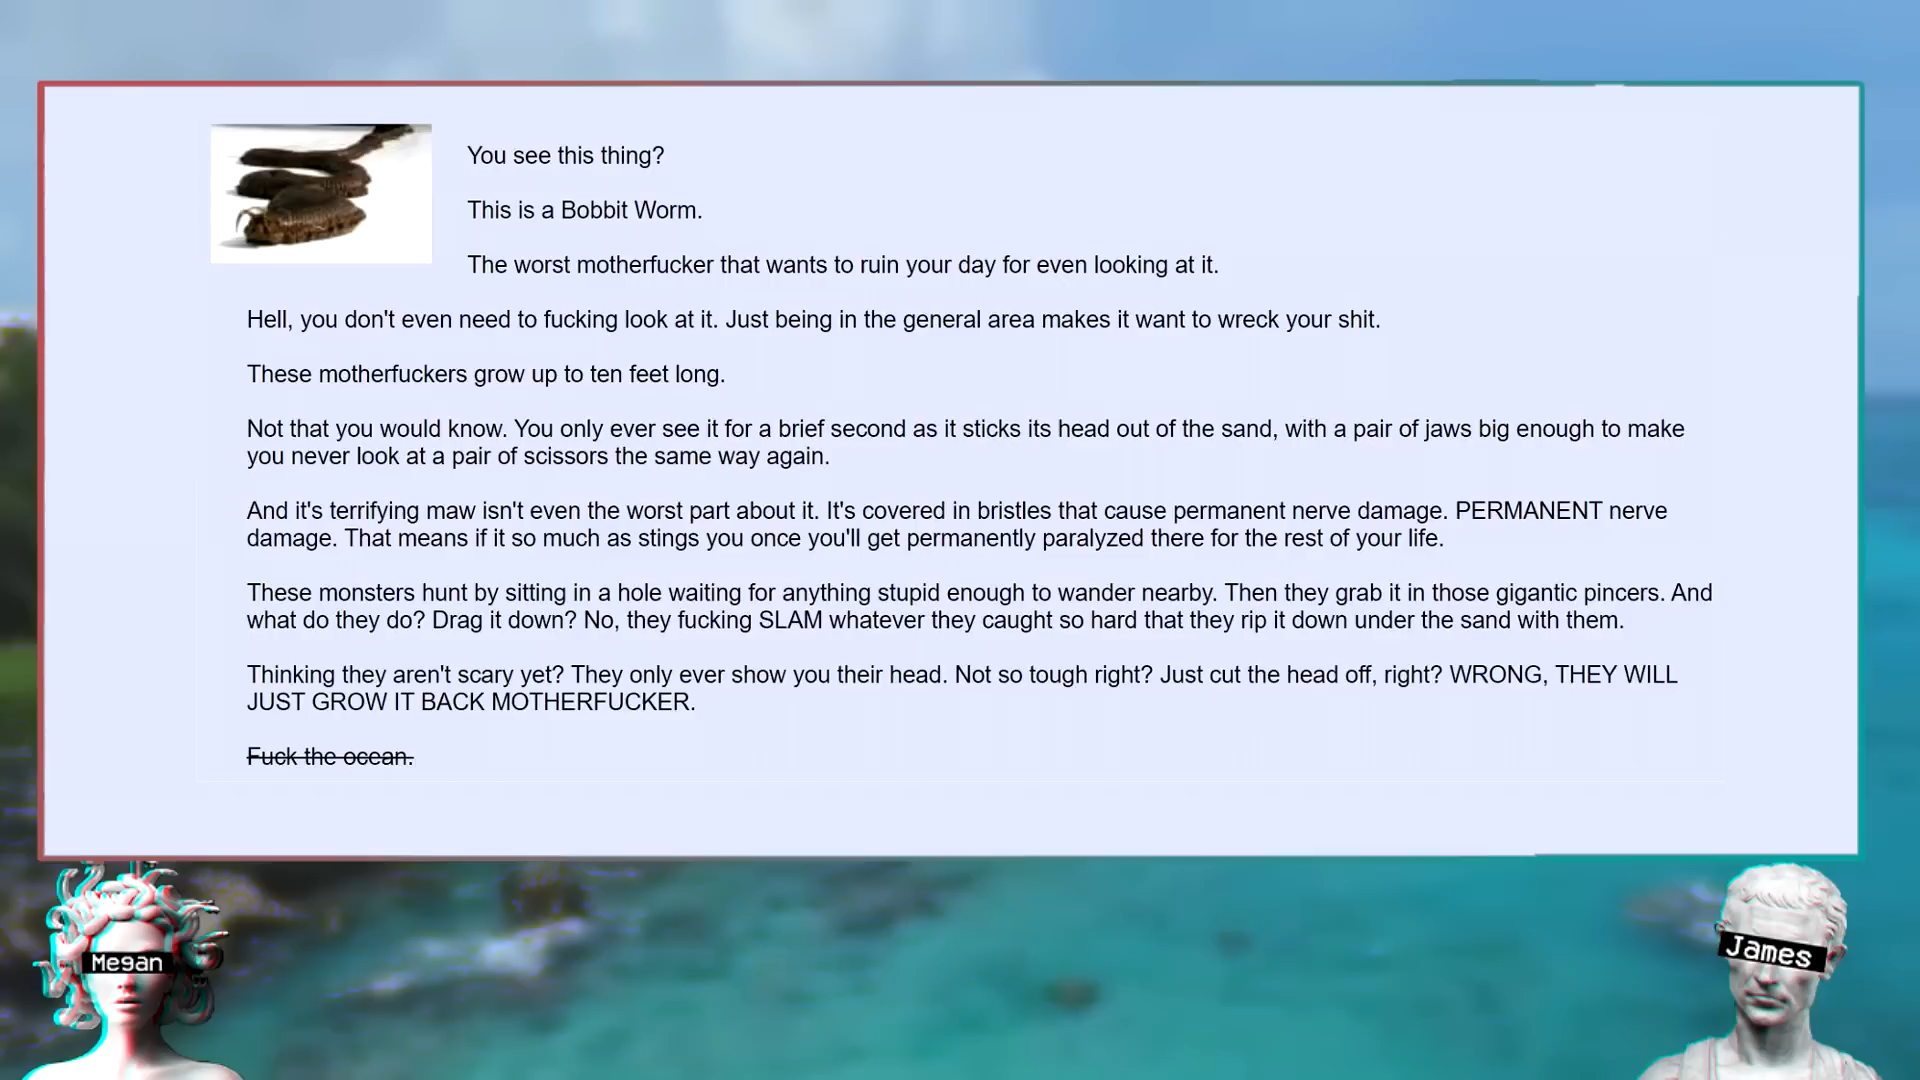 You see this thing?
This is a Bobbit Worm.
The worst motherfucker that wants to ruin your day for even looking at it.
Hell, you don't even need to fucking look at it. Just being in the general area makes it want to wreck your shit.
These motherfuckers grow up to ten feet long.
Not that you would know. You only ever see it for a brief second as it sticks its head out of the sand, with a pair of jaws big enough to make
you never look at a pair of scissors the same way again.
And it's terrifying maw isn't even the worst part about it. It's covered in bristles that cause permanent nerve damage. PERMANENT nerve
damage. That means if it so much as stings you once you'll get permanently paralyzed there for the rest of your life.
These monsters hunt by sitting in a hole waiting for anything stupid enough to wander nearby. Then they grab it in those gigantic pincers. And
what do they do? Drag it down? No, they fucking SLAM whatever they caught so hard that they rip it down under the sand with them.
Thinking they aren't scary yet? They only ever show you their head. Not so tough right? Just cut the head off, right? WRONG, THEY WILL
JUST GROW IT BACK MOTHERFUCKER.
Fuck the ocean.
Megan
James